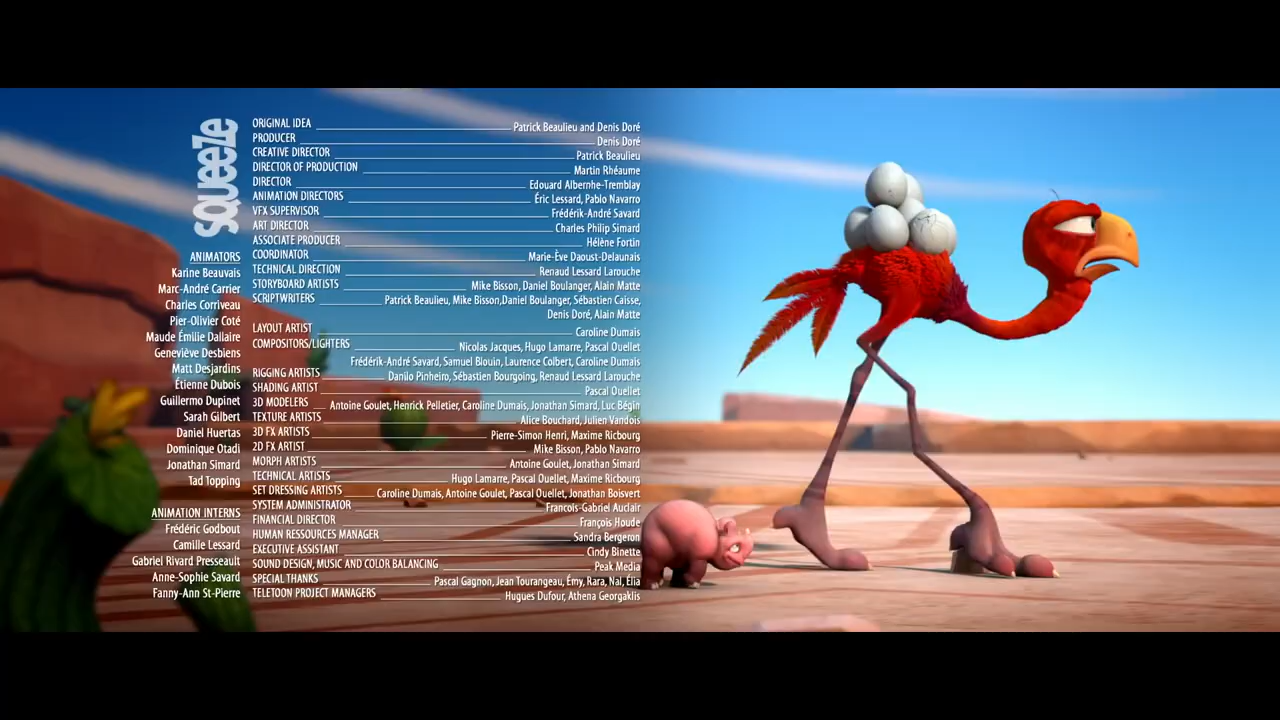 squeeze
ORIGINAL IDEA Patrick Beaulieu and Denis Doré
PRODUCER Denis Doré
CREATIVE DIRECTOR Patrick Beaulieu
DIRECTOR OF PRODUCTION Martin Rhéaume
DIRECTOR Edouard Albernhe-Tremblay
ANIMATION DIRECTORS Éric Lessard, Pablo Navarro
VFX SUPERVISOR Frédérik-André Savard
ART DIRECTOR Charles Philip Simard
ASSOCIATE PRODUCER Hélène Fortin
COORDINATOR Marie-Ève Daoust-Delaunais
TECHNICAL DIRECTION Renaud Lessard Larouche
STORYBOARD ARTISTS Mike Bisson, Daniel Boulanger, Alain Matte
SCRIPTWRITERS Patrick Beaulieu, Mike Bisson,Daniel Boulanger, Sébastien Caisse,
Denis Doré, Alain Matte
LAYOUT ARTIST Caroline Dumais
COMPOSITORS/LIGHTERS Nicolas Jacques, Hugo Lamarre, Pascal Ouellet
Frédérik-André Savard, Samuel Blouin, Laurence Colbert, Caroline Dumais
RIGGING ARTISTS Danilo Pinheiro, Sébastien Bourgoing, Renaud Lessard Larouche
SHADING ARTIST Pascal Ouellet
3D MODELERS Antoine Goulet, Henrick Pelletier, Caroline Dumais, Jonathan Simard, Luc Bégin
TEXTURE ARTISTS Alice Bouchard, Julien Vandois
3D FX ARTISTS Pierre-Simon Henri, Maxime Ricbourg
2D FX ARTIST Mike Bisson, Pablo Navarro
MORPH ARTISTS Antoine Goulet, Jonathan Simard
TECHNICAL ARTISTS Hugo Lamarre, Pascal Ouellet, Maxime Ricbourg
SET DRESSING ARTISTS Caroline Dumais, Antoine Goulet, Pascal Ouellet, Jonathan Boisvert
SYSTEM ADMINISTRATOR Francois-Gabriel Auclair
FINANCIAL DIRECTOR François Houde
HUMAN RESSOURCES MANAGER Sandra Bergeron
EXECUTIVE ASSISTANT Cindy Binette
SOUND DESIGN, MUSIC AND COLOR BALANCING Peak Media
SPECIAL THANKS Pascal Gagnon, Jean Tourangeau, Émy, Rara, Nal, Élia
TELETOON PROJECT MANAGERS Hugues Dufour, Athena Georgaklis
ANIMATORS
Karine Beauvais
Marc-André Carrier
Charles Corriveau
Pier-Olivier Coté
Maude Émilie Dallaire
Geneviève Desbiens
Matt Desjardins
Étienne Dubois
Guillermo Dupinet
Sarah Gilbert
Daniel Huertas
Dominique Otadi
Jonathan Simard
Tad Topping
ANIMATION INTERNS
Frédéric Godbout
Camille Lessard
Gabriel Rivard Presseault
Anne-Sophie Savard
Fanny-Ann St-Pierre